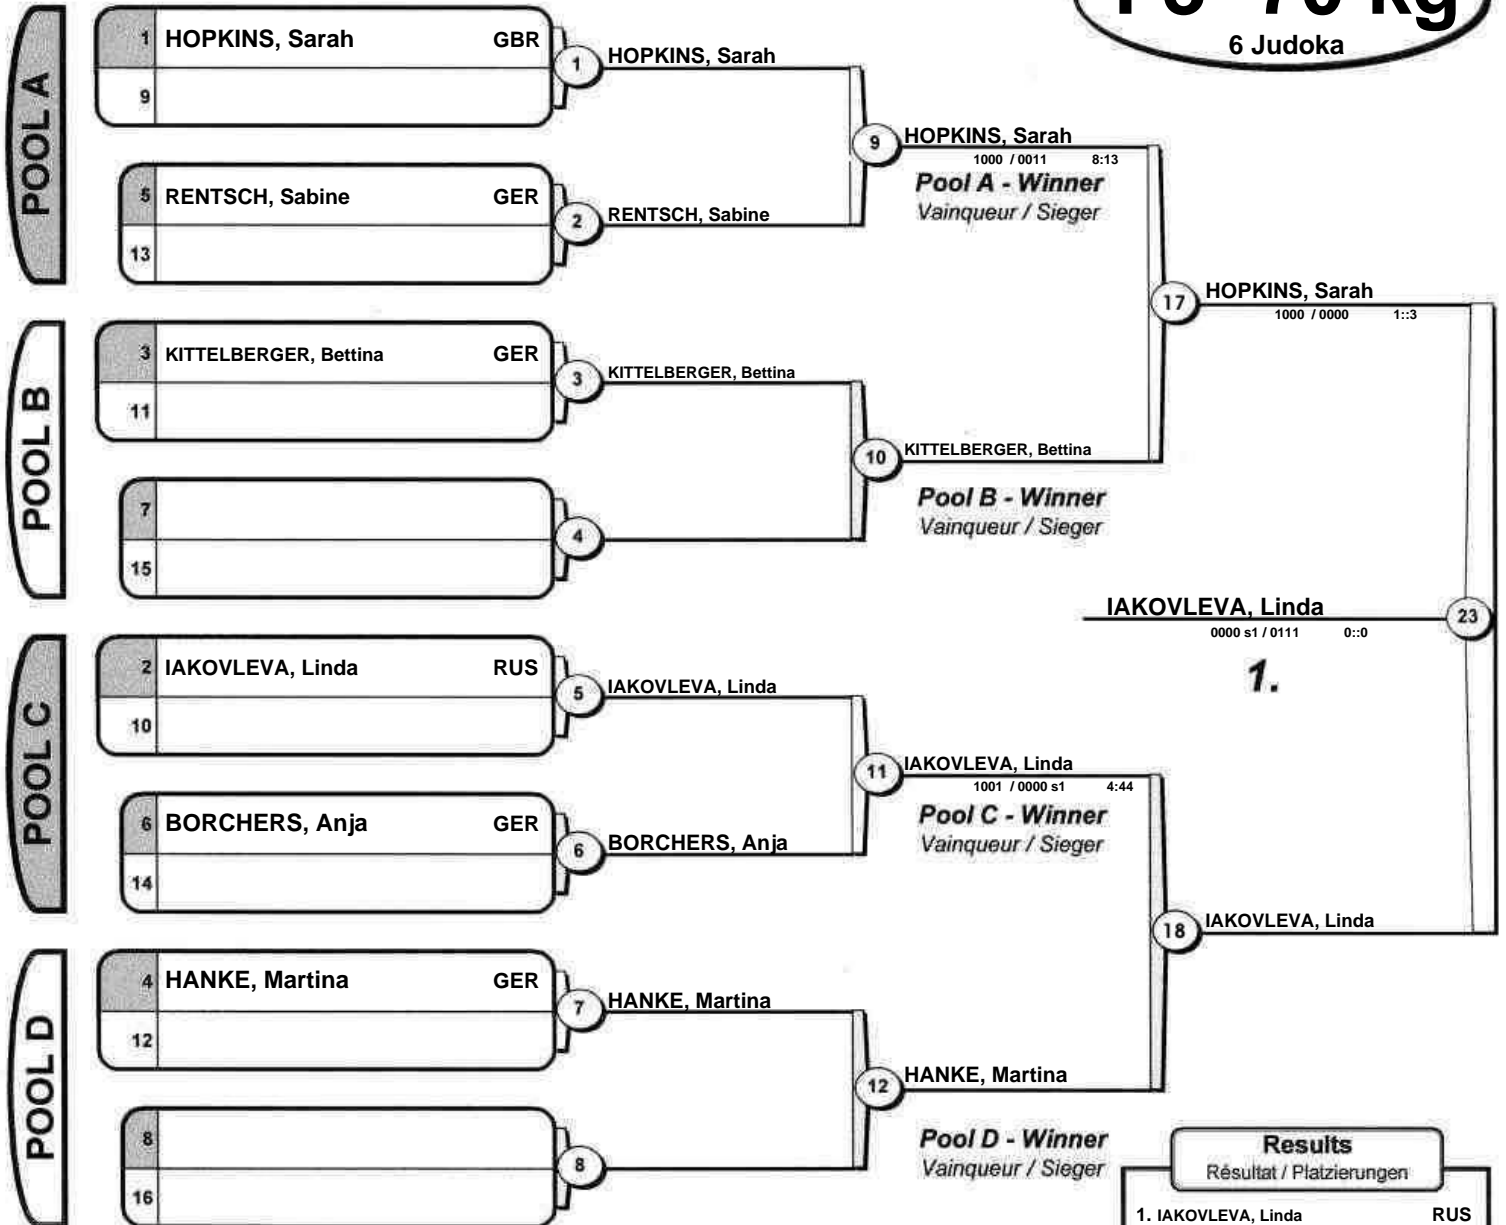 6 Judoka
POOL A
1 HOPKINS, Sarah GBR
9
1
HOPKINS, Sarah
5 RENTSCH, Sabine GER
13
2
RENTSCH, Sabine
9
HOPKINS, Sarah
1000 / 0011 8:13
Pool A - Winner
Vainqueur / Sieger
POOL B
3 KITTELBERGER, Bettina GER
11
3
KITTELBERGER, Bettina
7
15
4
10
KITTELBERGER, Bettina
Pool B - Winner
Vainqueur / Sieger
17
HOPKINS, Sarah
1000 / 0000 1::3
IAKOVLEVA, Linda
23
0000 s1 / 0111 0::0
1.
POOL C
2 IAKOVLEVA, Linda RUS
10
5
IAKOVLEVA, Linda
6 BORCHERS, Anja GER
14
6
BORCHERS, Anja
11
IAKOVLEVA, Linda
1001 / 0000 s1 4:44
Pool C - Winner
Vainqueur / Sieger
18
IAKOVLEVA, Linda
POOL D
4 HANKE, Martina GER
12
7
HANKE, Martina
8
16
8
12
HANKE, Martina
Pool D - Winner
Vainqueur / Sieger
Results
Résultat / Platzierungen
1. IAKOVLEVA, Linda RUS